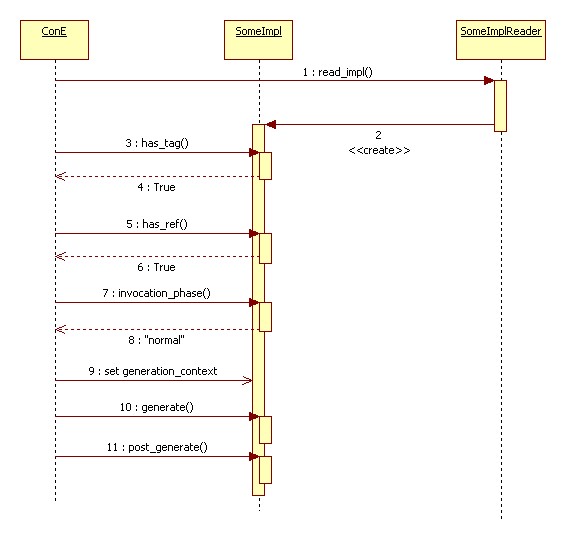 ConE
SomeImpl
SomeImplReader
1 : read_impl()
2
<<create>>
3 : has_tag()
4 : True
5 : has_ref()
6 : True
7 : invocation_phase()
8 : "normal"
9 : set generation_context
10 : generate()
11 : post_generate()